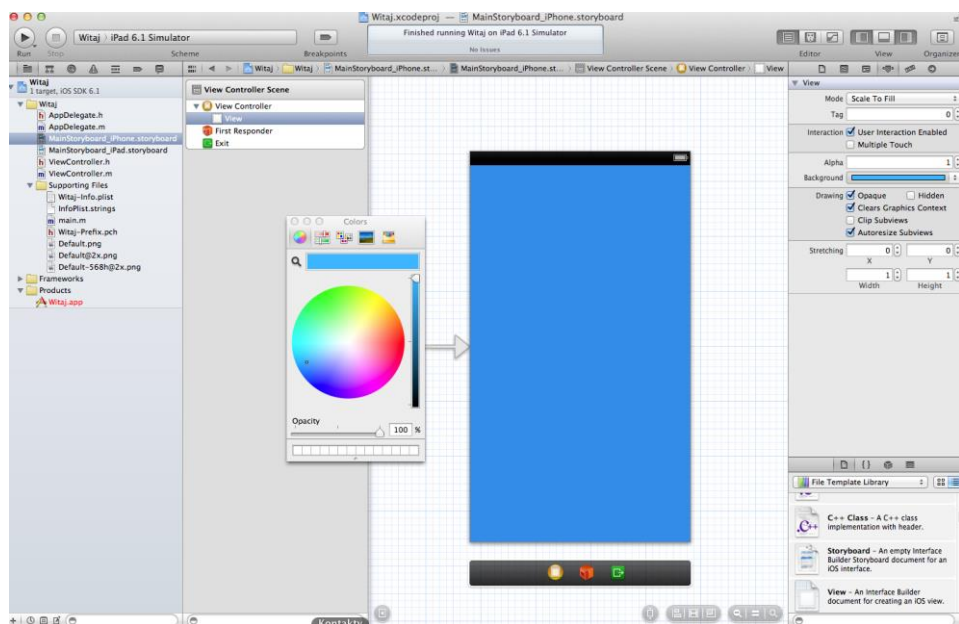 Witaj.xcodeproj — MainStoryboard_iPhone.storyboard
Run
Stop
Witaj › iPad 6.1 Simulator
Scheme
Breakpoints
Finished running Witaj on iPad 6.1 Simulator
No Issues
Editor
View
Organizer
Witaj
1 target, iOS SDK 6.1
Witaj
AppDelegate.h
AppDelegate.m
MainStoryboard_iPhone.storyboard
MainStoryboard_iPad.storyboard
ViewController.h
ViewController.m
Supporting Files
Witaj-Info.plist
InfoPlist.strings
main.m
Witaj-Prefix.pch
Default.png
Default@2x.png
Default-568h@2x.png
Frameworks
Products
Witaj.app
Witaj › Witaj › MainStoryboard_iPhone.st... › MainStoryboard_iPhone.st... › View Controller Scene › View Controller › View
View Controller Scene
View Controller
View
First Responder
Exit
Colors
Opacity
100 %
Kontakty
View
Mode Scale To Fill
Tag 0
Interaction User Interaction Enabled
Multiple Touch
Alpha 1
Background
Drawing Opaque Hidden
Clears Graphics Context
Clip Subviews
Autoresize Subviews
Stretching 0 0
X Y
1 1
Width Height
File Template Library
C++ Class - A C++ class
implementation with header.
Storyboard - An empty Interface
Builder Storyboard document for an
iOS interface.
View - An Interface Builder
document for creating an iOS view.